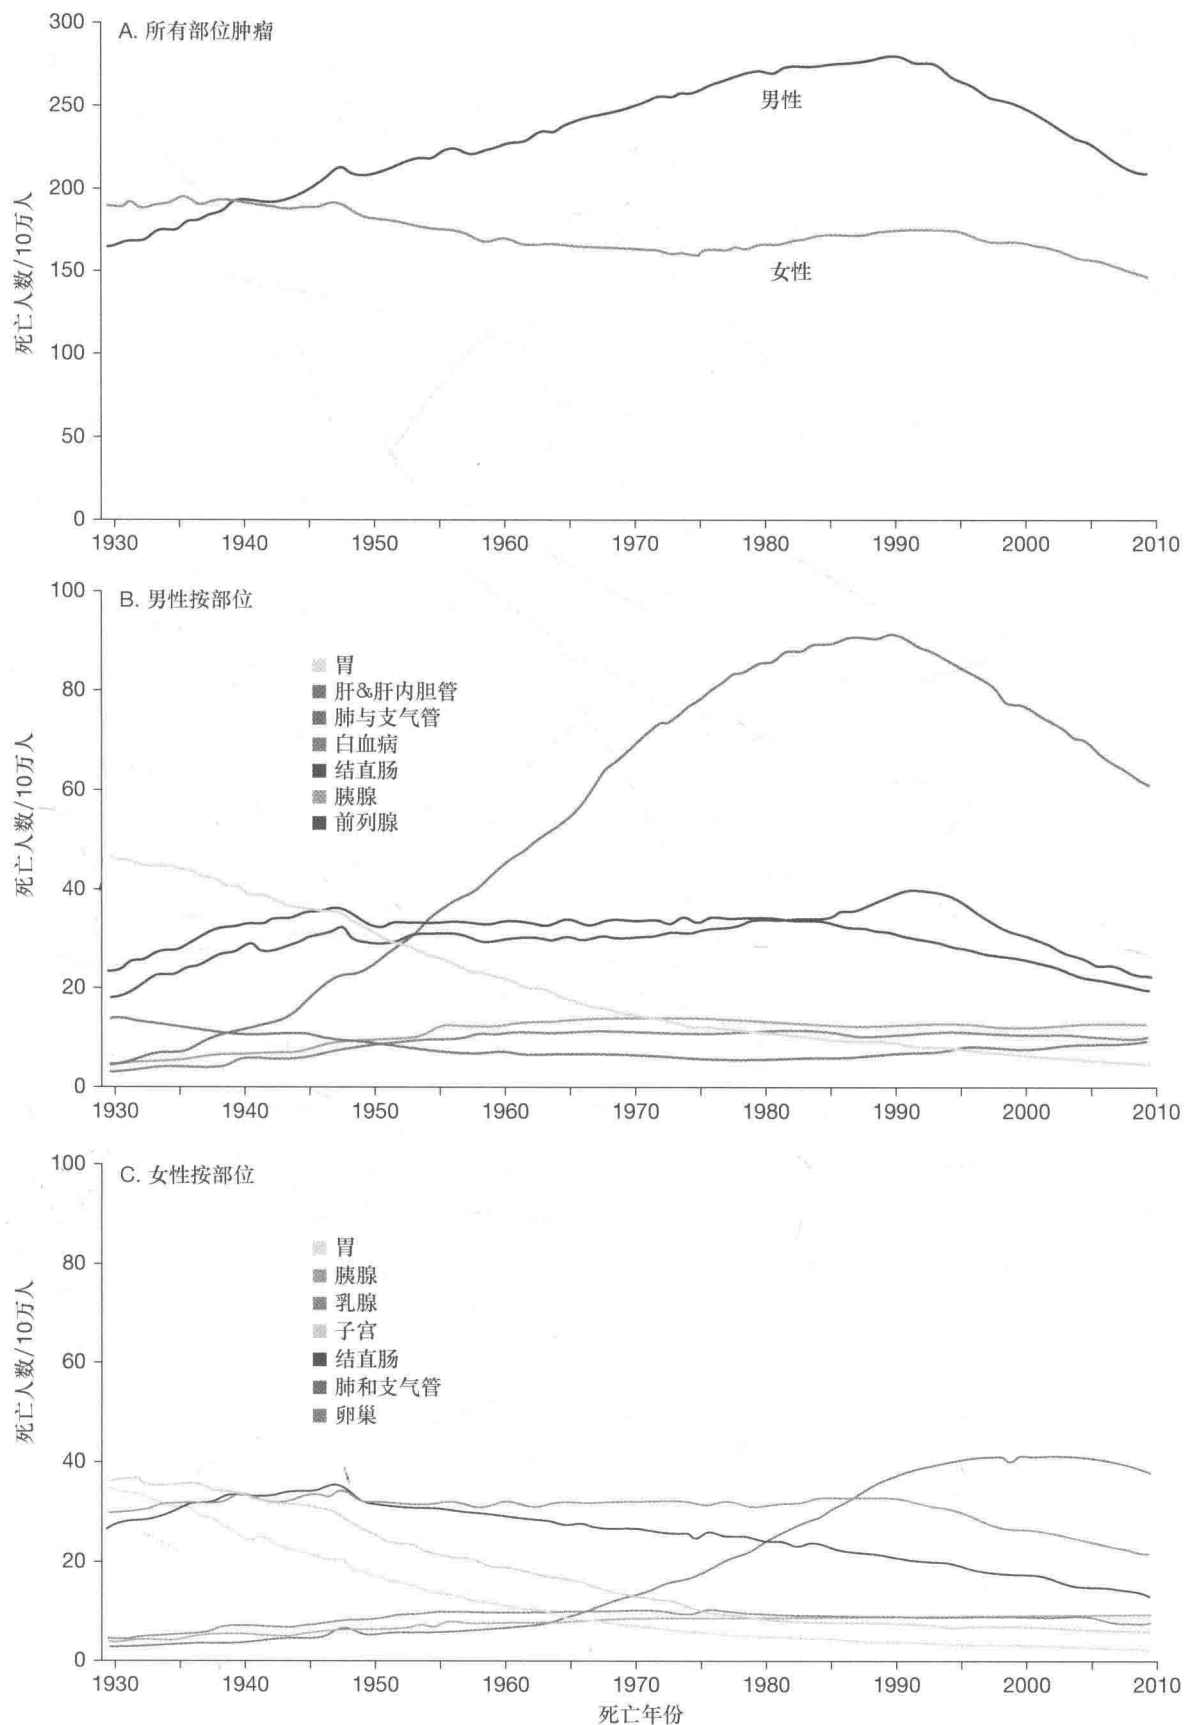 A. 所有部位肿瘤
300
250
200
150
100
50
0
死亡人数/10万人
男性
女性
1930 1940 1950 1960 1970 1980 1990 2000 2010
B. 男性按部位
100
80
60
40
20
0
死亡人数/10万人
胃
肝&肝内胆管
肺与支气管
白血病
结直肠
胰腺
前列腺
1930 1940 1950 1960 1970 1980 1990 2000 2010
C. 女性按部位
100
80
60
40
20
0
死亡人数/10万人
胃
胰腺
乳腺
子宫
结直肠
肺和支气管
卵巢
1930 1940 1950 1960 1970 1980 1990 2000 2010
死亡年份